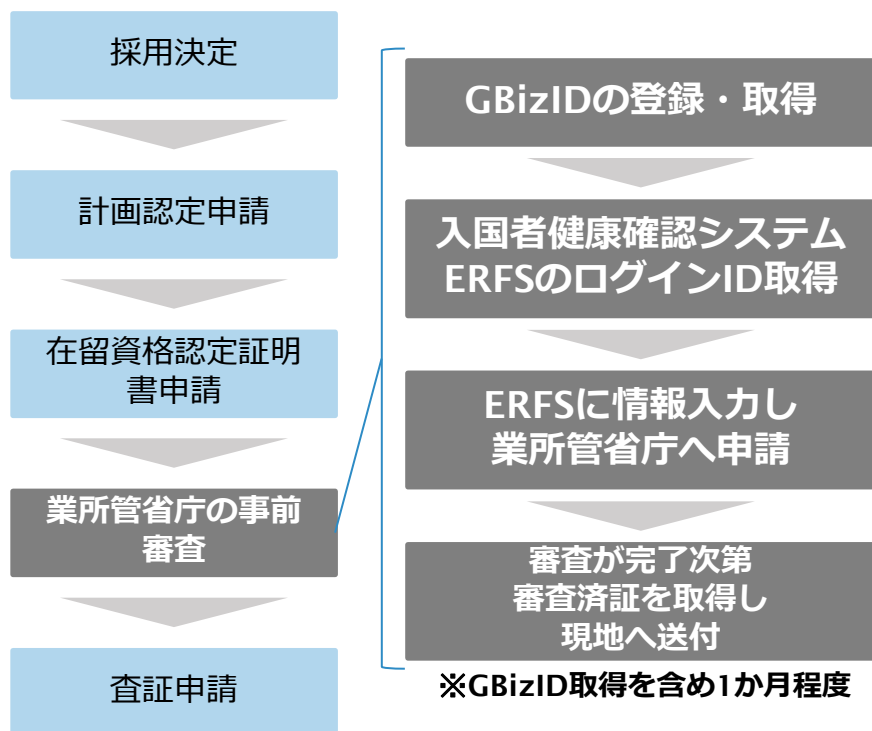 採用決定
計画認定申請
在留資格認定証明
書申請
業所管省庁の事前
審査
査証申請
GBizIDの登録・取得
入国者健康確認システム
ERFSのログインID取得
ERFSに情報入力し
業所管省庁へ申請
審査が完了次第
審査済証を取得し
現地へ送付
※GBizID取得を含め1か月程度